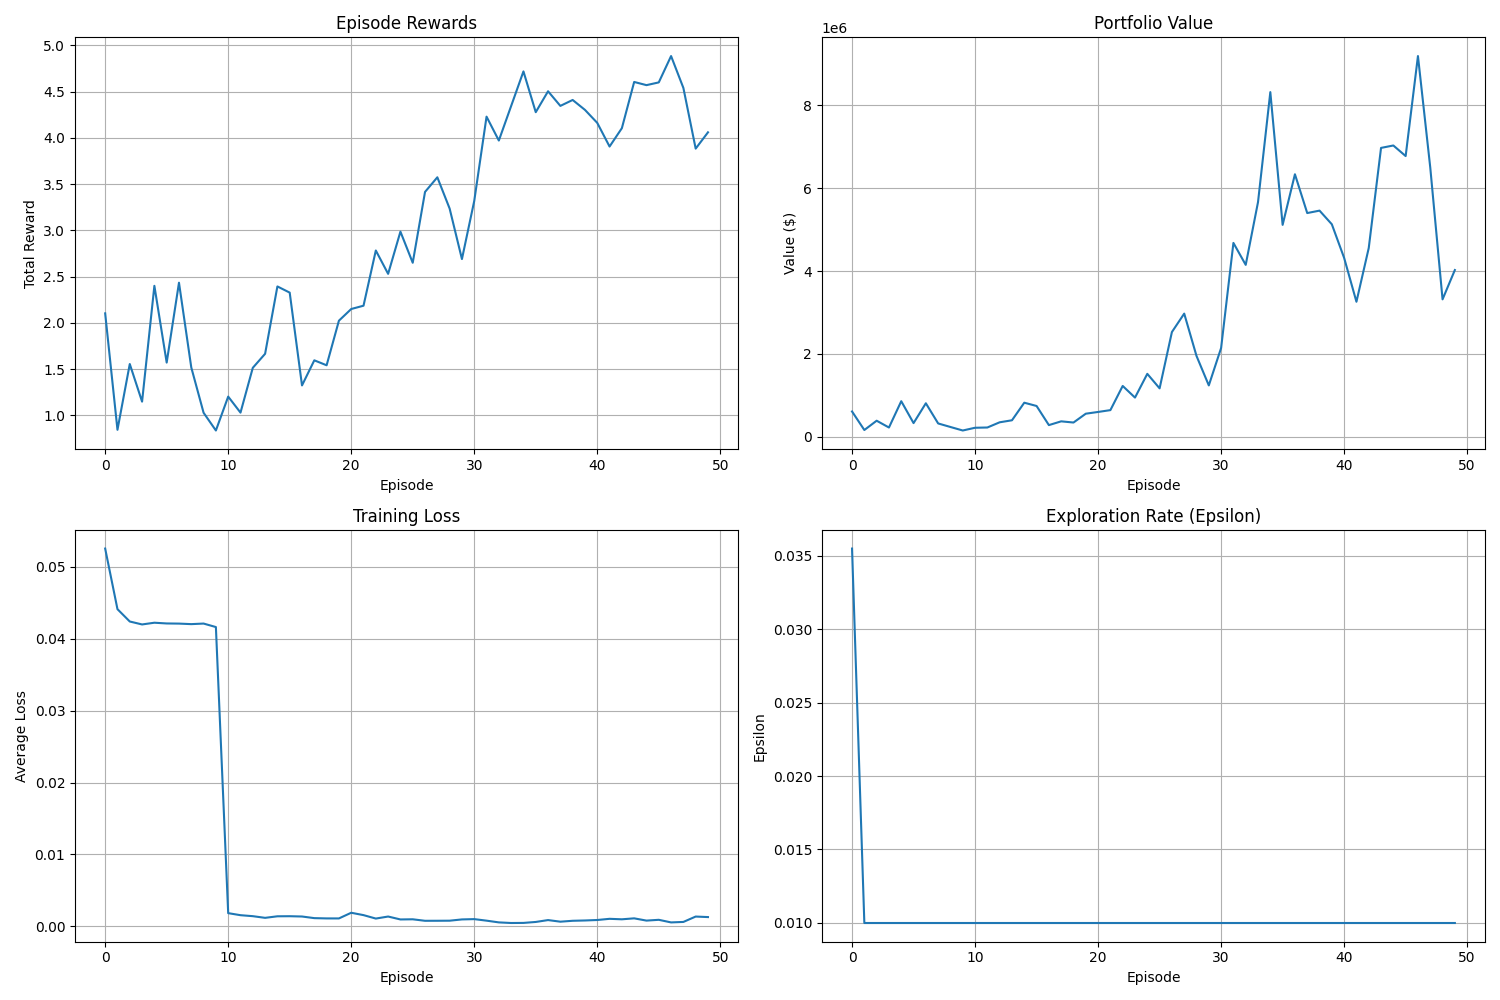 Episode Rewards
5.0
4.5
4.0
3.5
3.0
2.5
2.0
1.5
1.0
Total Reward
0 10 20 30 40 50
Episode
Portfolio Value
1e6
8
6
4
2
0
Value ($)
0 10 20 30 40 50
Episode
Training Loss
0.05
0.04
0.03
0.02
0.01
0.00
Average Loss
0 10 20 30 40 50
Episode
Exploration Rate (Epsilon)
0.035
0.030
0.025
0.020
0.015
0.010
Epsilon
0 10 20 30 40 50
Episode